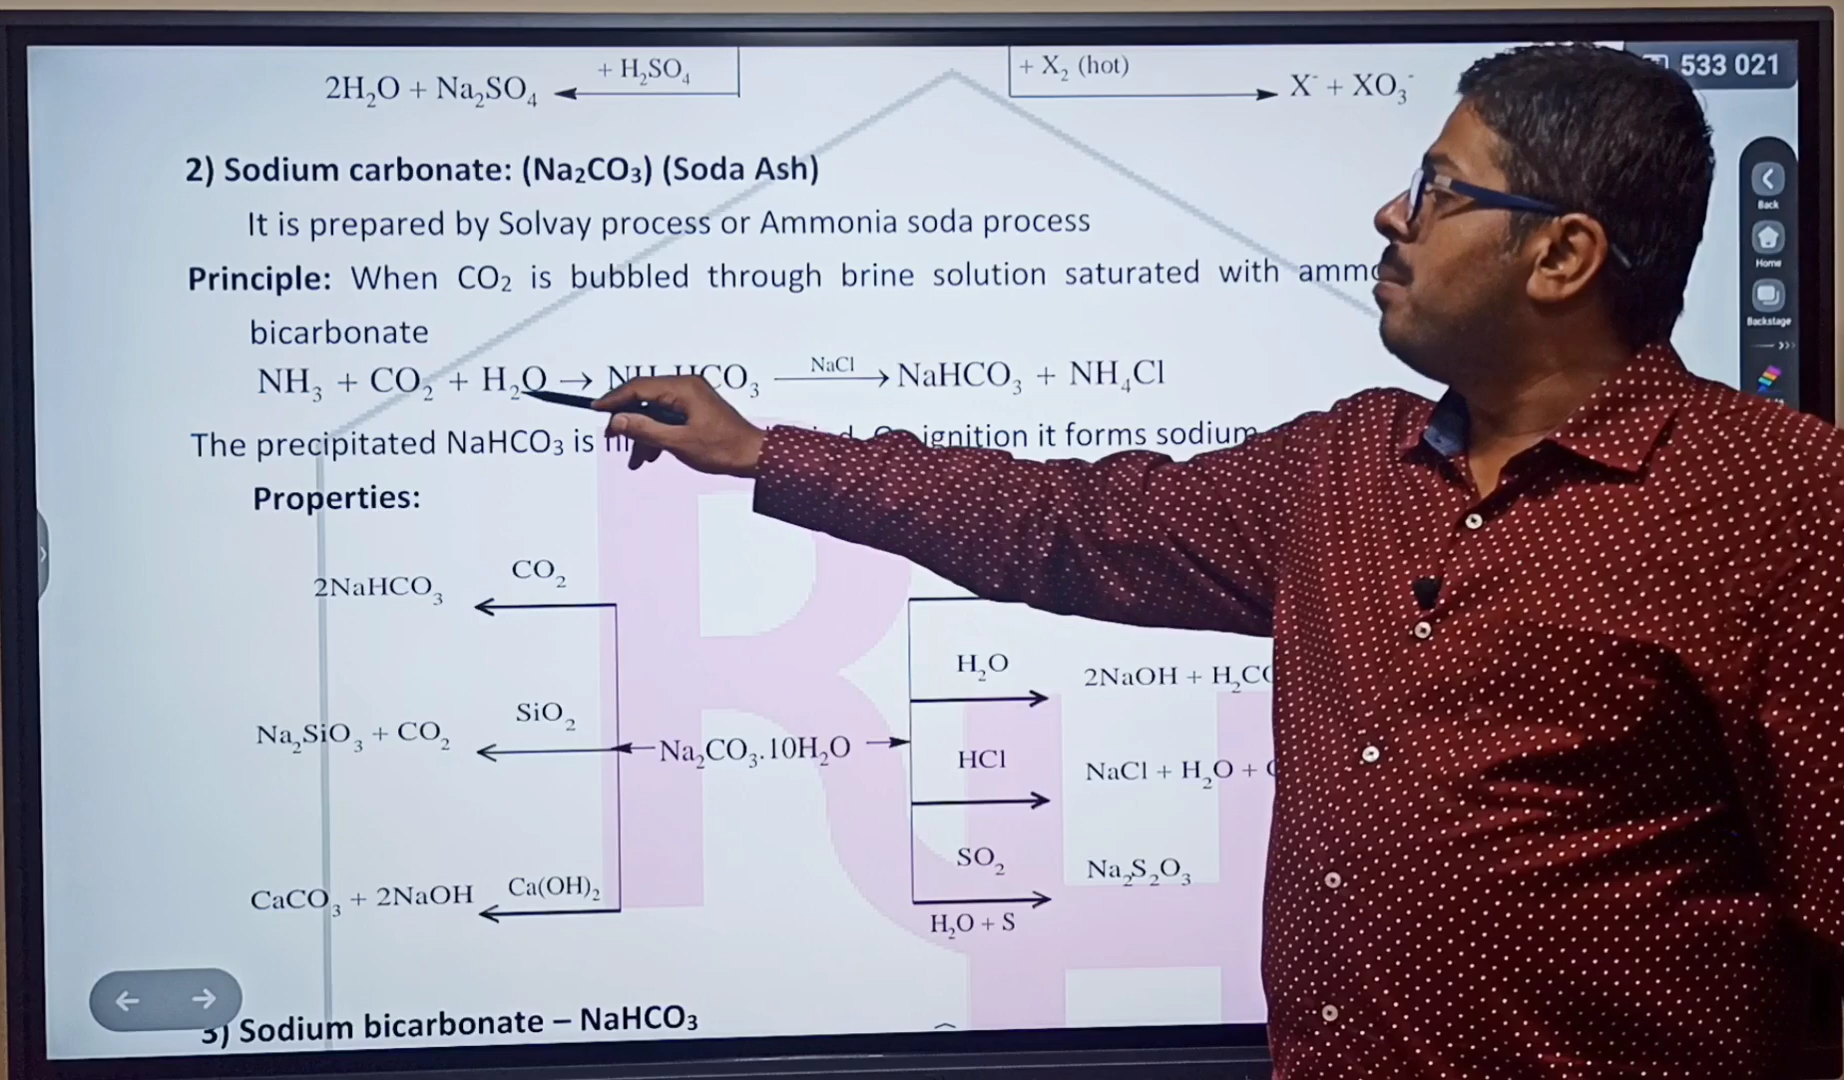 2H₂O + Na₂SO₄ + H₂SO₄
+ X₂ (hot) X⁻ + XO₃⁻
533 021
2) Sodium carbonate: (Na₂CO₃) (Soda Ash)
It is prepared by Solvay process or Ammonia soda process
Principle: When CO₂ is bubbled through brine solution saturated with
bicarbonate
NH₃ + CO₂ + H₂O → CO₃ NaCl → NaHCO₃ + NH₄Cl
The precipitated NaHCO₃ is ignition it forms sodium
Properties:
2NaHCO₃ CO₂
Na₂SiO₃ + CO₂ SiO₂
CaCO₃ + 2NaOH Ca(OH)₂
Na₂CO₃.10H₂O
H₂O 2NaOH +
HCl NaCl + H₂O +
SO₂ Na₂S₂O₃
H₂O + S
3) Sodium bicarbonate – NaHCO₃
Back
Home
Backstage